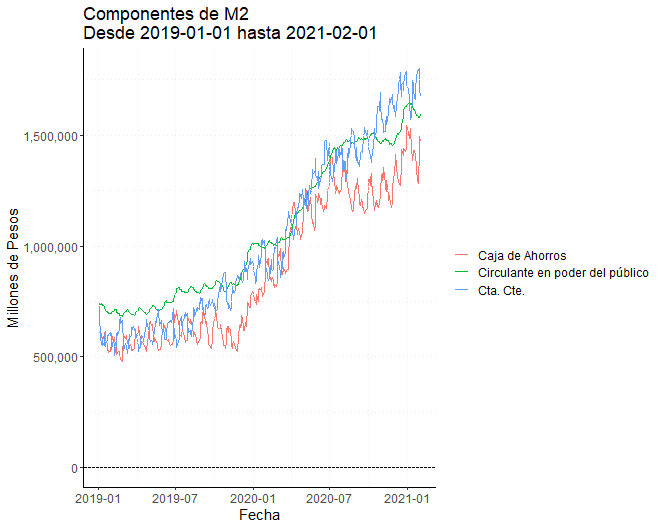 Componentes de M2
Desde 2019-01-01 hasta 2021-02-01
Millones de Pesos
1,500,000
1,000,000
500,000
0
2019-01
2019-07
2020-01
2020-07
2021-01
Fecha
Caja de Ahorros
Circulante en poder del público
Cta. Cte.